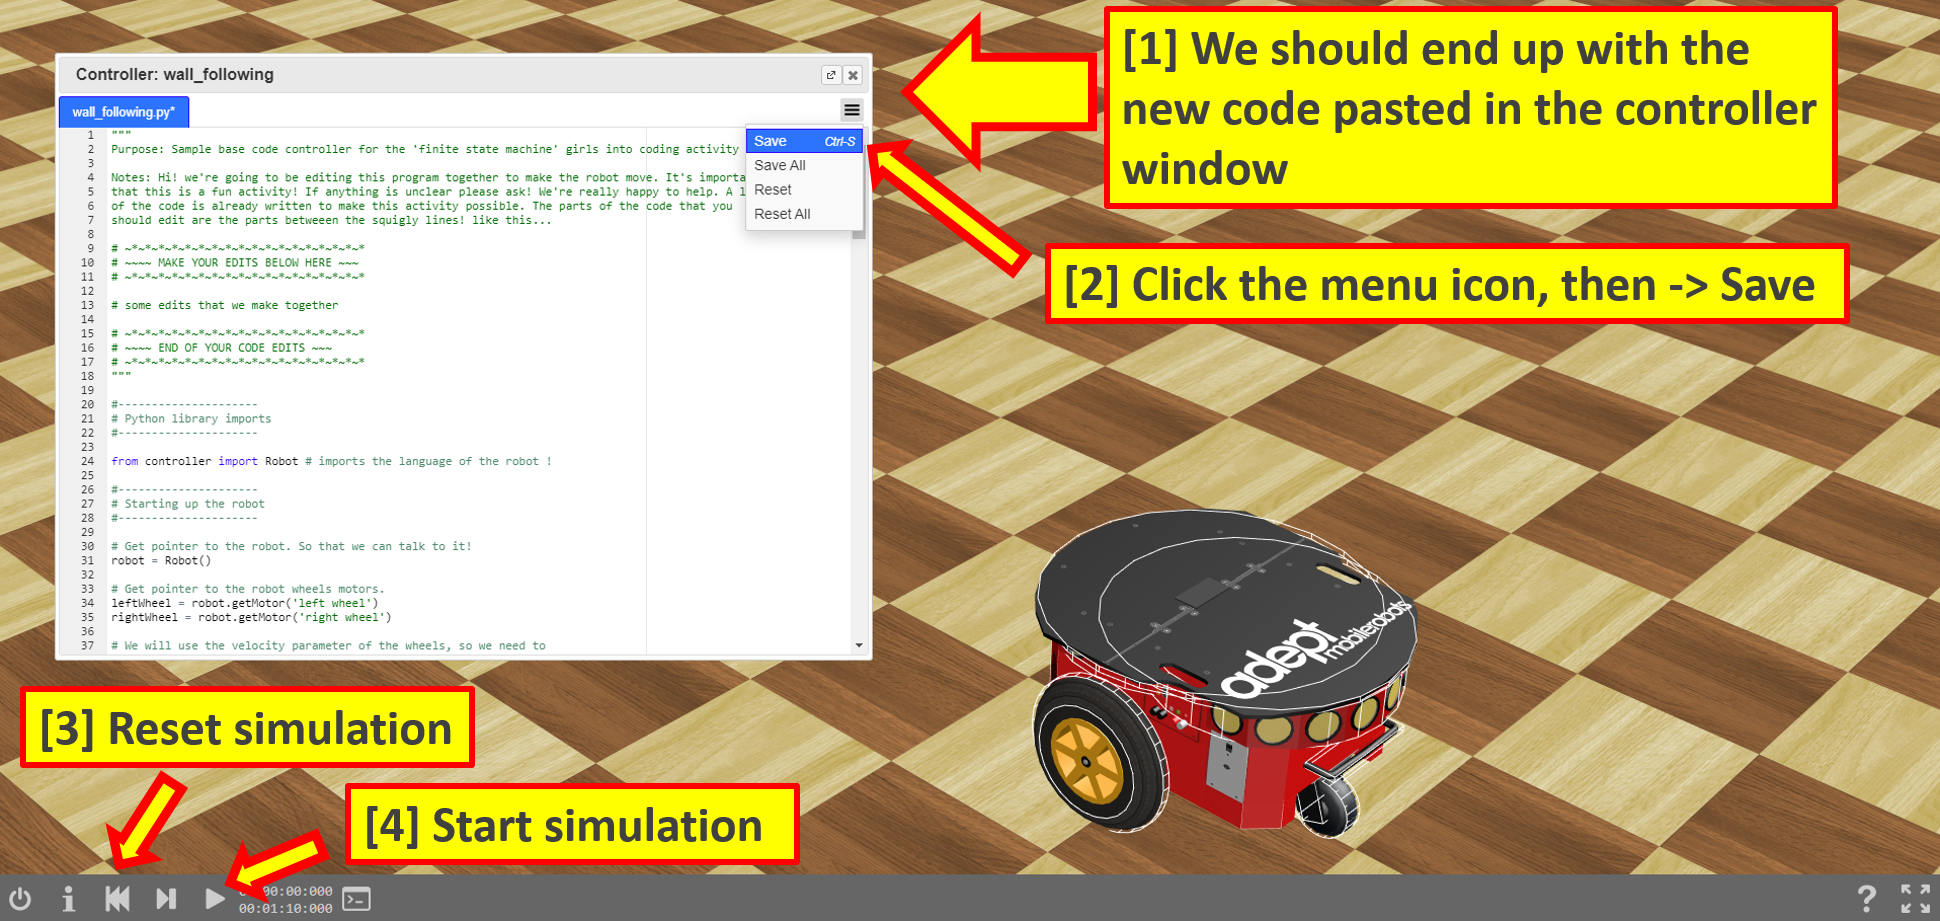 [1] We should end up with the
new code pasted in the controller
window
Controller: wall_following
wall_following.py*
Save Ctrl-S
Save All
Reset
Reset All
1 """
2 Purpose: Sample base code controller for the 'finite state machine' girls into coding activity
3
4 Notes: Hi! we're going to be editing this program together to make the robot move. It's importa
5 that this is a fun activity! If anything is unclear please ask! We're really happy to help. A l
6 of the code is already written to make this activity possible. The parts of the code that you
7 should edit are the parts betweeen the squigly lines! like this...
8
9 # ~*~*~*~*~*~*~*~*~*~*~*~*~*~*~*~*~*~*
10 # ~~~~ MAKE YOUR EDITS BELOW HERE ~~~
11 # ~*~*~*~*~*~*~*~*~*~*~*~*~*~*~*~*~*~*
12
13 # some edits that we make together
14
15 # ~*~*~*~*~*~*~*~*~*~*~*~*~*~*~*~*~*~*
16 # ~~~~ END OF YOUR CODE EDITS ~~~
17 # ~*~*~*~*~*~*~*~*~*~*~*~*~*~*~*~*~*~*
18 """
19
20 #---------------------
21 # Python library imports
22 #---------------------
23
24 from controller import Robot # imports the language of the robot !
25
26 #---------------------
27 # Starting up the robot
28 #---------------------
29
30 # Get pointer to the robot. So that we can talk to it!
31 robot = Robot()
32
33 # Get pointer to the robot wheels motors.
34 leftWheel = robot.getMotor('left wheel')
35 rightWheel = robot.getMotor('right wheel')
36
37 # We will use the velocity parameter of the wheels, so we need to
[2] Click the menu icon, then -> Save
adept
mobilerobots
[3] Reset simulation
[4] Start simulation
00:00:000
00:01:10:000